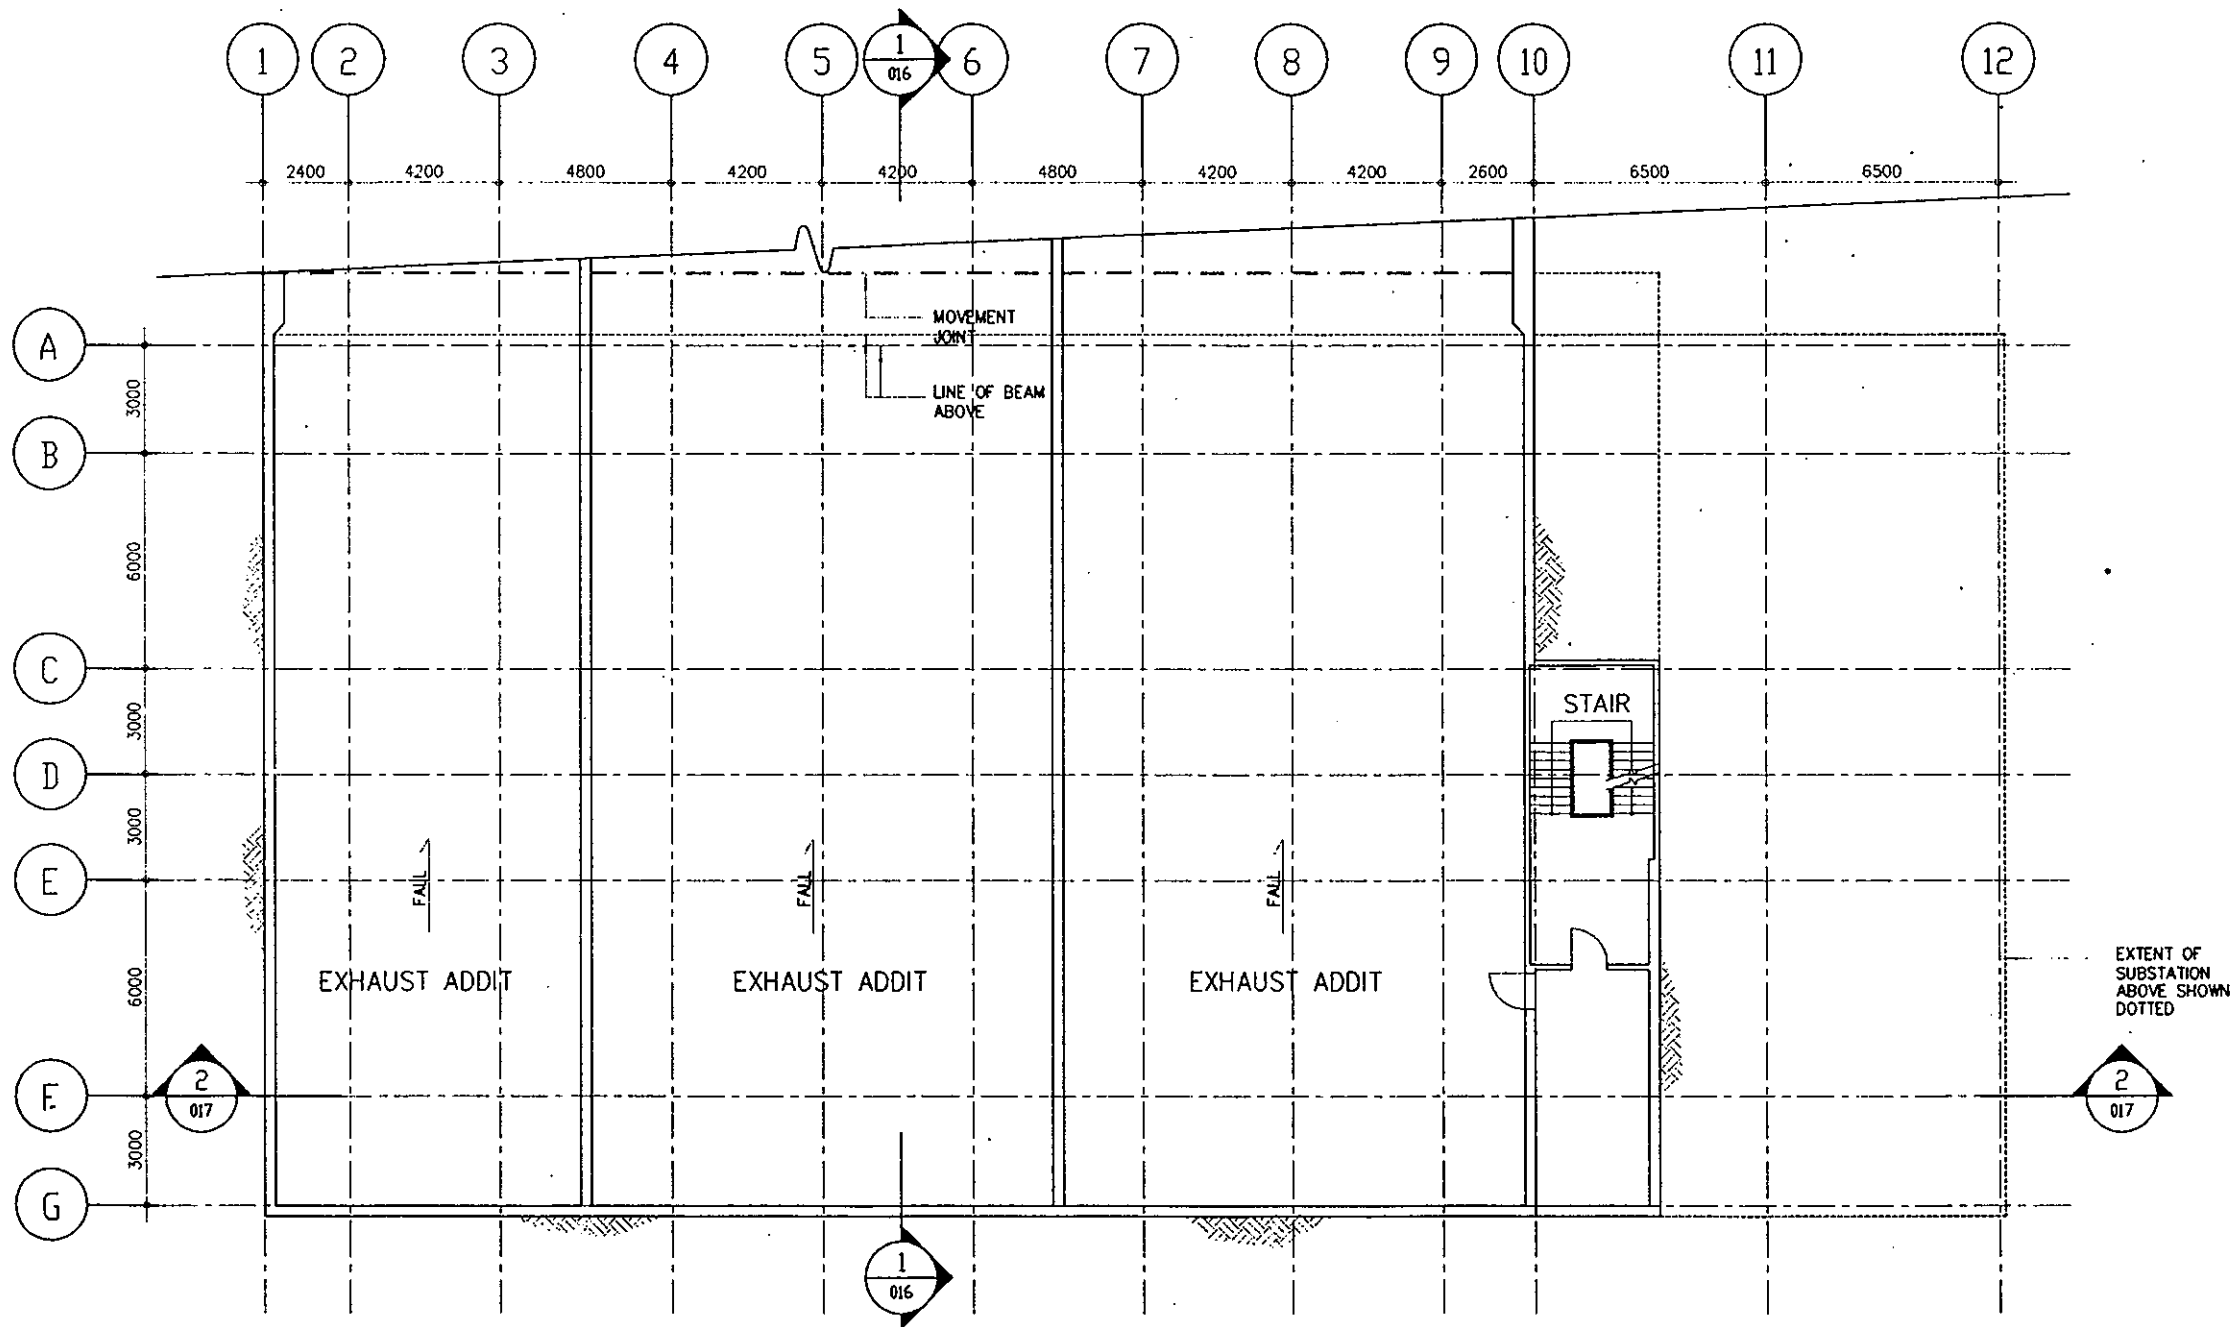 1 2 3 4 5 1 6 7 8 9 10 11 12
016
2400 4200 4800 4200 4200 4800 4200 4200 2600 6500 6500
MOVEMENT
JOINT
A
LINE OF BEAM
ABOVE
3000
B
6000
C
STAIR
3000
D
3000
E
FALL FALL FALL
EXHAUST ADDIT EXHAUST ADDIT EXHAUST ADDIT
6000
EXTENT OF
SUBSTATION
ABOVE SHOWN
DOTTED
F
2
017
2
017
3000
G
1
016